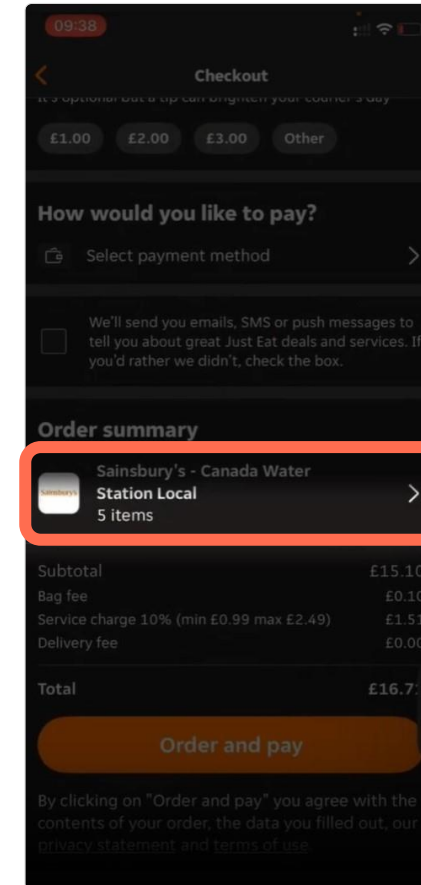 09:38
Checkout
It's optional but a tip can brighten your courier's day
£1.00 £2.00 £3.00 Other
How would you like to pay?
Select payment method
We'll send you emails, SMS or push messages to
tell you about great Just Eat deals and services. If
you'd rather we didn't, check the box.
Order summary
Sainsbury's - Canada Water
Sainsbury's
Station Local
5 items
Subtotal £15.10
Bag fee £0.10
Service charge 10% (min £0.99 max £2.49) £1.51
Delivery fee £0.00
Total £16.7
Order and pay
By clicking on "Order and pay" you agree with the
contents of your order, the data you filled out, our
privacy statement and terms of use.